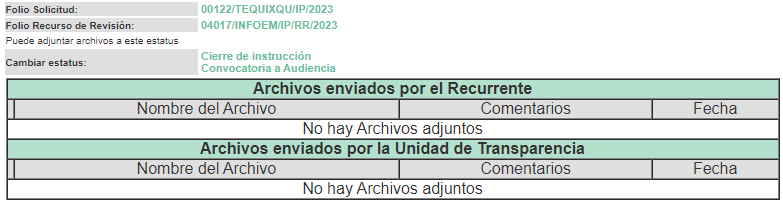 Folio Solicitud: 00122/TEQUIXQU/IP/2023
Folio Recurso de Revisión: 04017/INFOEM/IP/RR/2023
Puede adjuntar archivos a este estatus
Cambiar estatus: Cierre de instrucción
Convocatoria a Audiencia
Archivos enviados por el Recurrente
Nombre del Archivo Comentarios Fecha
No hay Archivos adjuntos
Archivos enviados por la Unidad de Transparencia
Nombre del Archivo Comentarios Fecha
No hay Archivos adjuntos